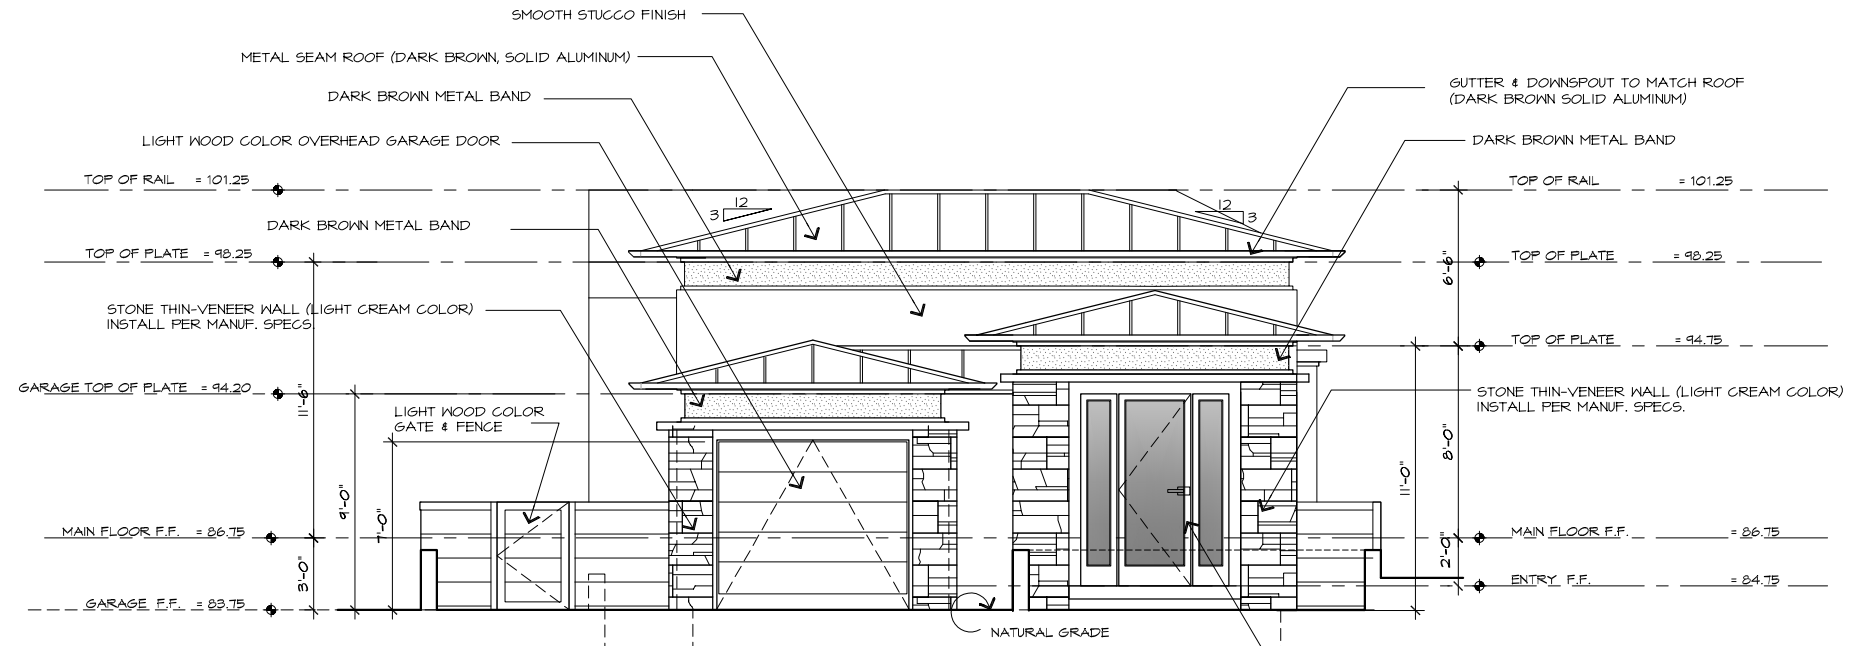 SMOOTH STUCCO FINISH
METAL SEAM ROOF (DARK BROWN, SOLID ALUMINUM)
GUTTER & DOWNSPOUT TO MATCH ROOF
(DARK BROWN SOLID ALUMINUM)
DARK BROWN METAL BAND
LIGHT WOOD COLOR OVERHEAD GARAGE DOOR
DARK BROWN METAL BAND
TOP OF RAIL = 101.25
TOP OF RAIL = 101.25
12
3
12
3
DARK BROWN METAL BAND
TOP OF PLATE = 98.25
TOP OF PLATE = 98.25
6'-6"
STONE THIN-VENEER WALL (LIGHT CREAM COLOR)
INSTALL PER MANUF. SPECS.
TOP OF PLATE = 94.75
GARAGE TOP OF PLATE = 94.20
11'-6"
STONE THIN-VENEER WALL (LIGHT CREAM COLOR)
INSTALL PER MANUF. SPECS.
LIGHT WOOD COLOR
GATE & FENCE
8'-0"
11'-0"
9'-0"
7'-0"
MAIN FLOOR F.F. = 86.75
MAIN FLOOR F.F. = 86.75
2'-0"
3'-0"
ENTRY F.F. = 84.75
GARAGE F.F. = 83.75
NATURAL GRADE